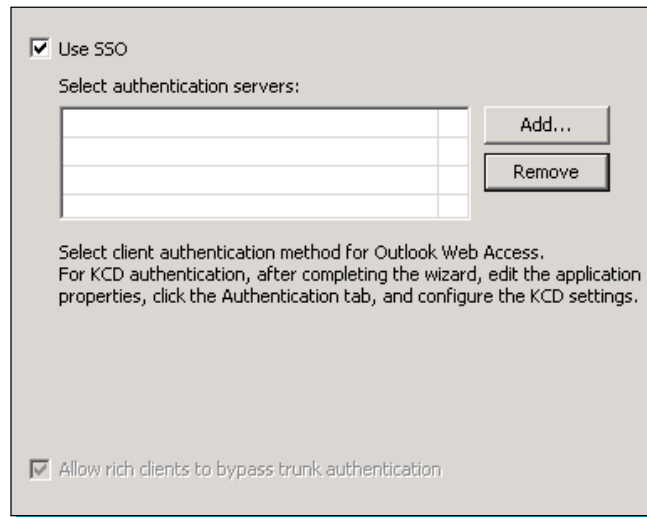 Use SSO
Select authentication servers:
Add...
Remove
Select client authentication method for Outlook Web Access.
For KCD authentication, after completing the wizard, edit the application
properties, click the Authentication tab, and configure the KCD settings.
Allow rich clients to bypass trunk authentication